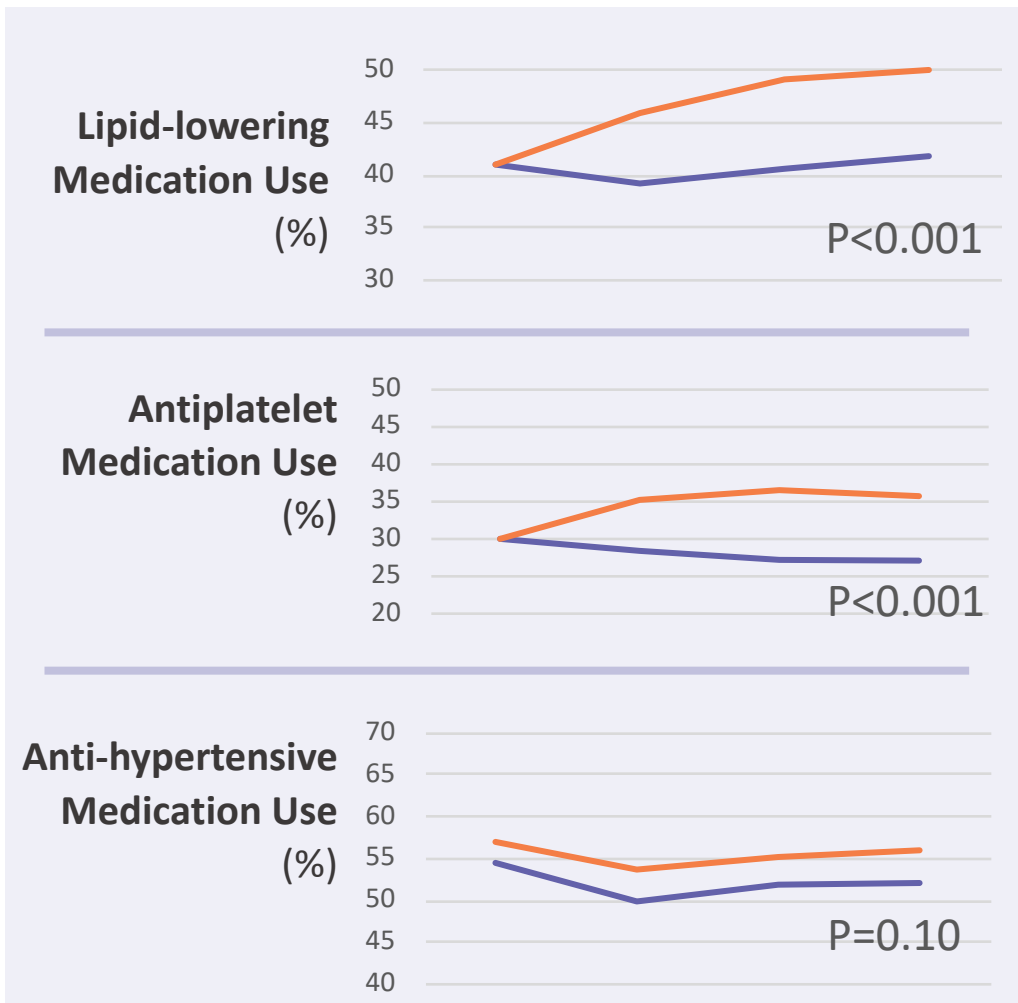 Lipid-lowering
Medication Use
(%)
50
45
40
35
30
P<0.001
Antiplatelet
Medication Use
(%)
50
45
40
35
30
25
20
P<0.001
Anti-hypertensive
Medication Use
(%)
70
65
60
55
50
45
40
P=0.10